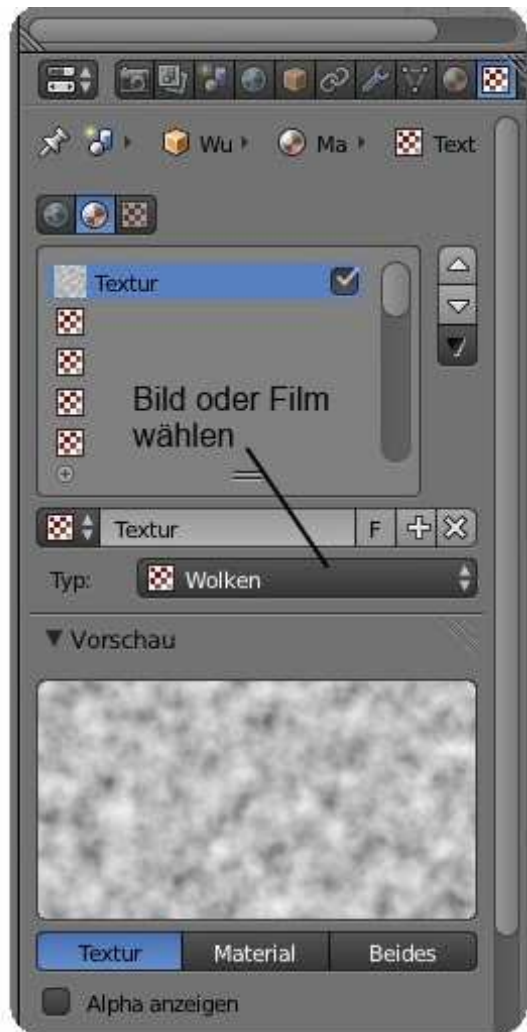 Wu Ma Text
Textur
Bild oder Film
wählen
Textur F
Typ: Wolken
Vorschau
Textur Material Beides
Alpha anzeigen